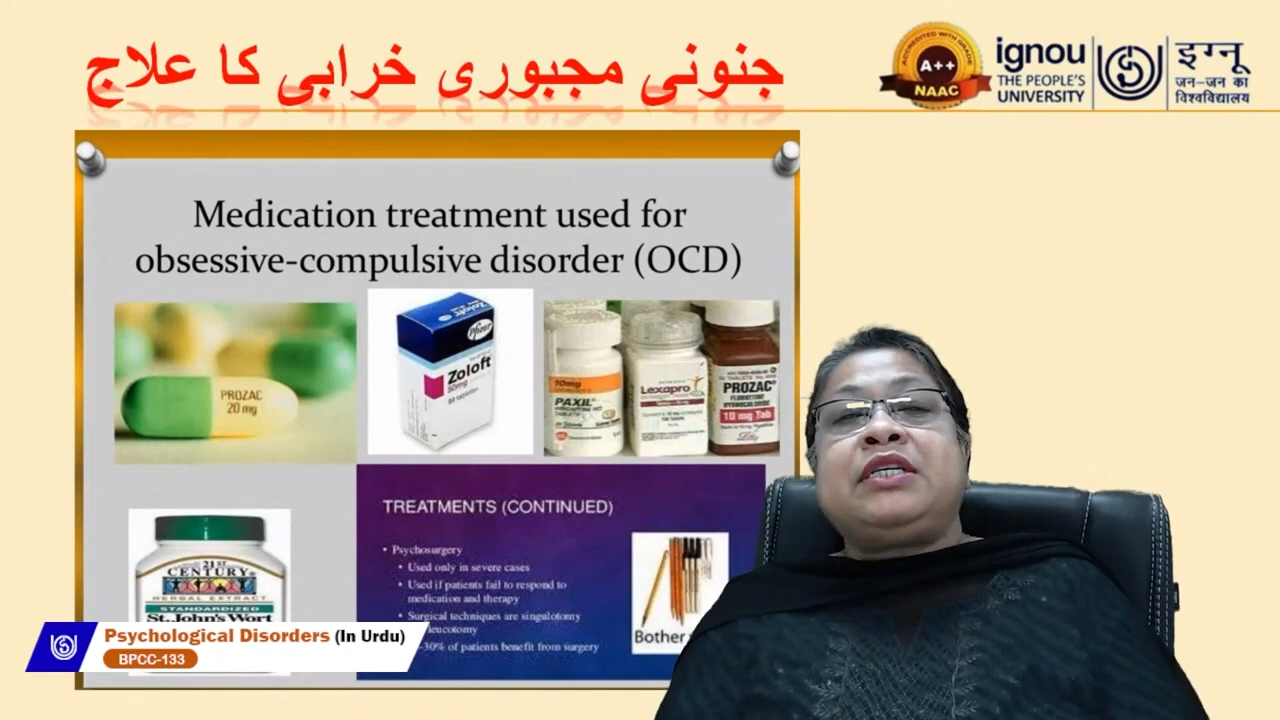 جنونی مجبوری خرابی کا علاج
ACCREDITED WITH GRADE
A++
NAAC
ignou
THE PEOPLE'S
UNIVERSITY
इग्नू
जन-जन का
विश्वविद्यालय
Medication treatment used for
obsessive-compulsive disorder (OCD)
PROZAC
20 mg
Pfizer
Zoloft
50mg
10mg
PAXIL
Lexapro
PROZAC
10 mg Tab
TREATMENTS (CONTINUED)
• Psychosurgery
• Used only in severe cases
• Used if patients fail to respond to
medication and therapy
• Surgical techniques are singulotomy
leucotomy
-30% of patients benefit from surgery
Bother
21ST
CENTURY
HERBAL EXTRACT
STANDARDIZED
St. John's Wort
Psychological Disorders (In Urdu)
BPCC-133